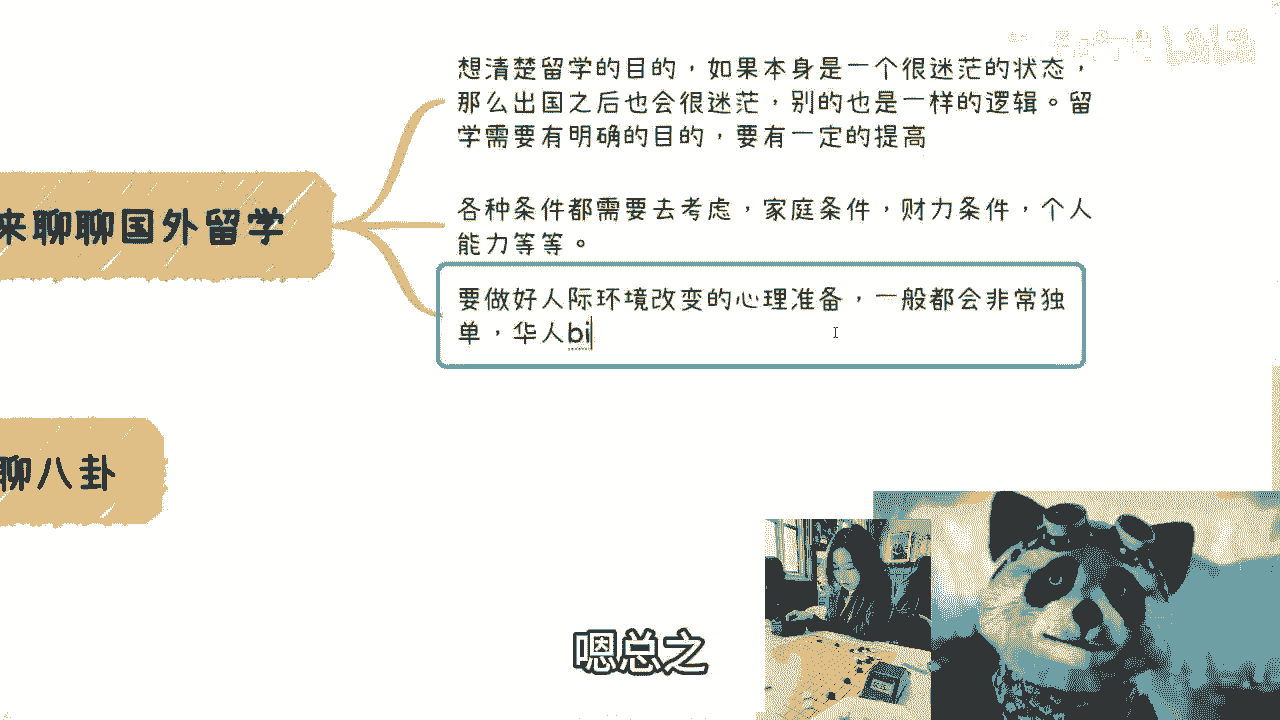 想清楚留学的目的，如果本身是一个很迷茫的状态，
那么出国之后也会很迷茫，别的也是一样的逻辑。留
学需要有明确的目的，要有一定的提高
来聊聊国外留学
各种条件都需要去考虑，家庭条件，财力条件，个人
能力等等。
要做好人际环境改变的心理准备，一般都会非常独
单，华人bi
聊八卦
嗯总之